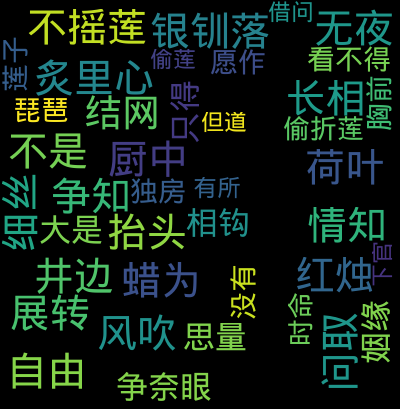 不摇莲
银钏落
借问
无夜
莲子
炙里心
偷莲
愿作
看不得
琵琶
结网
只得
但道
长相
胸前
偷折莲
不是
厨中
荷叶
细丝
争知
独房
有所
大是
抬头
相钩
情知
下官
井边
蜡为
没有
红烛
展转
风吹
思量
时命
问取
姻缘
自由
争奈眼